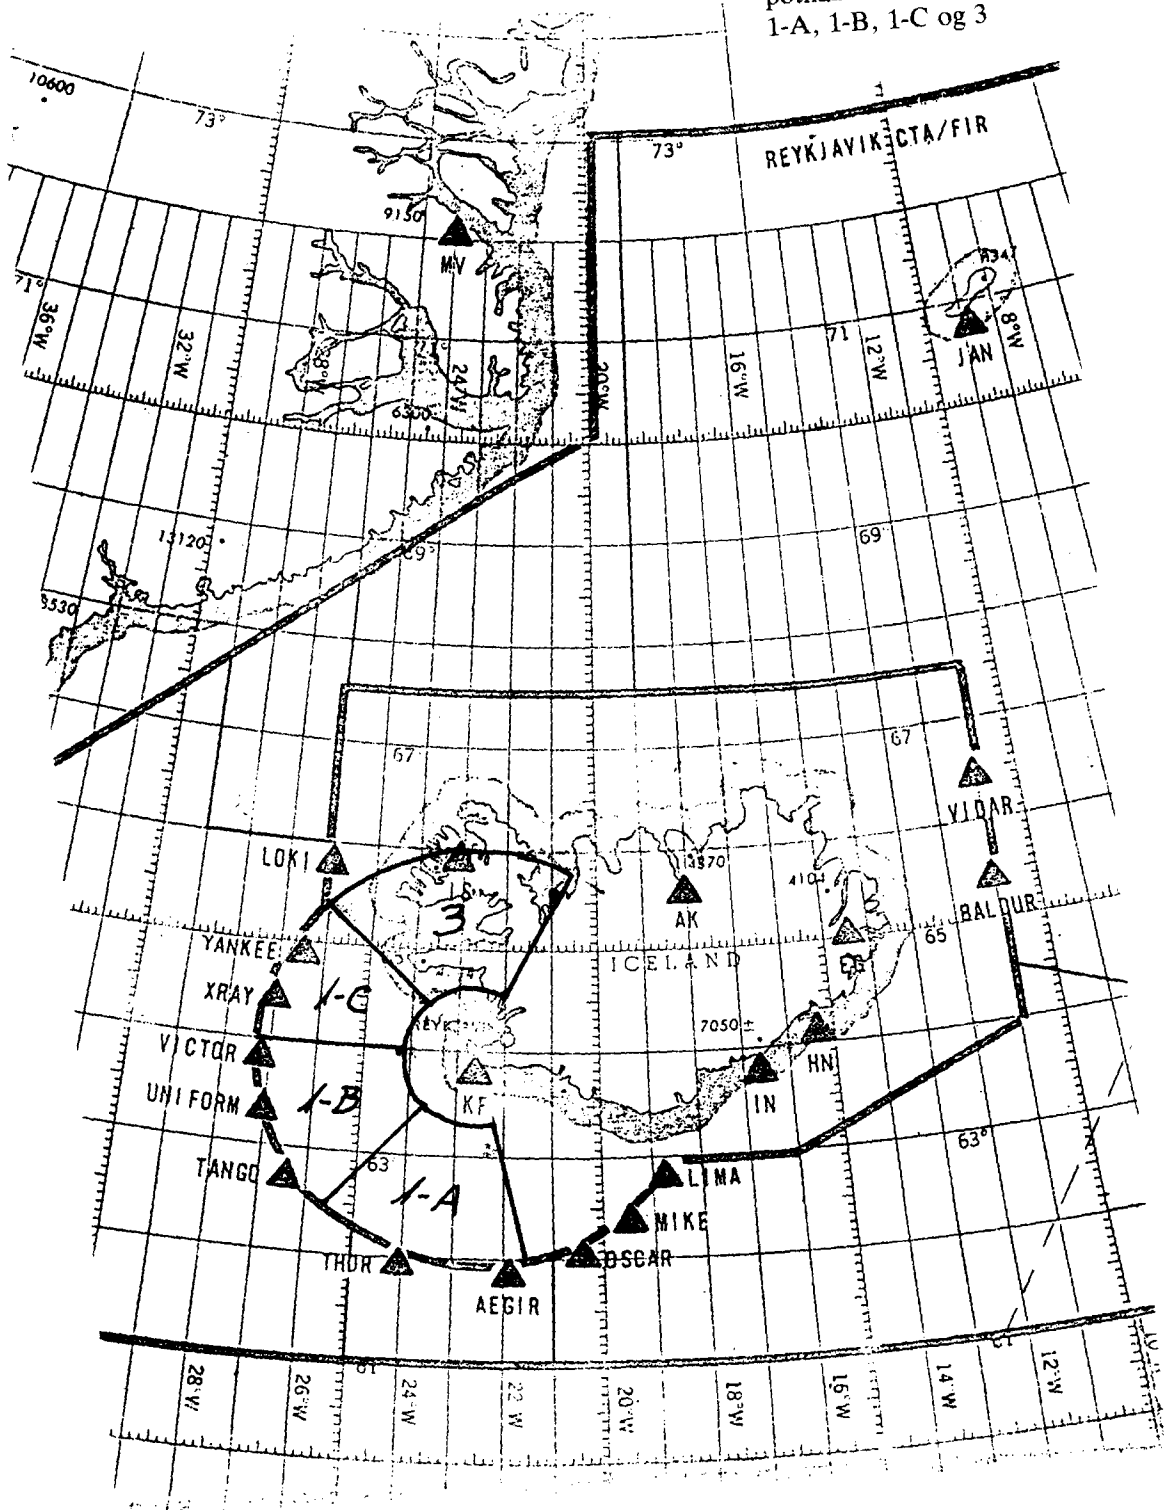 1-A, 1-B, 1-C og 3
10600
73°
73°
REYKJAVIK CTA/FIR
9150
MV
8347
71°
36°W
32°W
24°W
20°W
16°W
71
12°W
8°W
JAN
6300
13120
69°
69°
8530
67
67
VIDAR
LOKI
3870
AK
4104
BALDUR
3
YANKEE
ICELAND
EG
65
XRAY
1-C
7050±
VICTOR
HN
UNIFORM
1-B
KF
IN
63°
TANGO
63
1-A
LIMA
MIKE
THOR
OSCAR
AEGIR
28°W
26°W
24°W
22°W
20°W
18°W
16°W
14°W
12°W